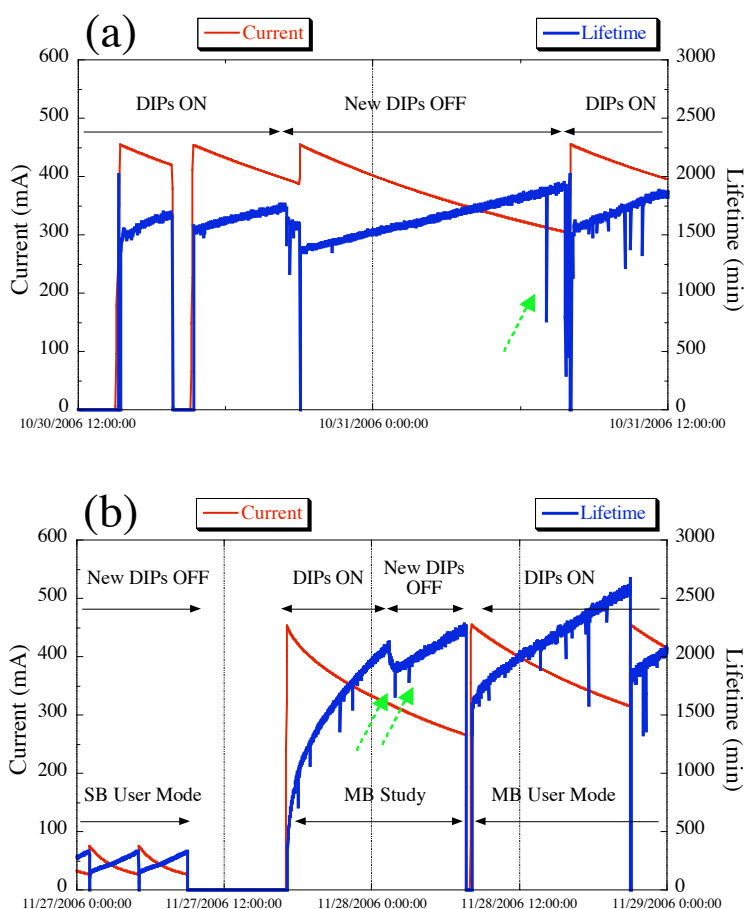 (a)
Current
Lifetime
600
500
400
300
200
100
0
Current (mA)
DIPs ON
New DIPs OFF
DIPs ON
3000
2500
2000
1500
1000
500
0
Lifetime (min)
10/30/2006 12:00:00
10/31/2006 0:00:00
10/31/2006 12:00:00
(b)
Current
Lifetime
600
500
400
300
200
100
0
Current (mA)
New DIPs OFF
DIPs ON
New DIPs
OFF
DIPs ON
SB User Mode
MB Study
MB User Mode
3000
2500
2000
1500
1000
500
0
Lifetime (min)
11/27/2006 0:00:00
11/27/2006 12:00:00
11/28/2006 0:00:00
11/28/2006 12:00:00
11/29/2006 0:00:00